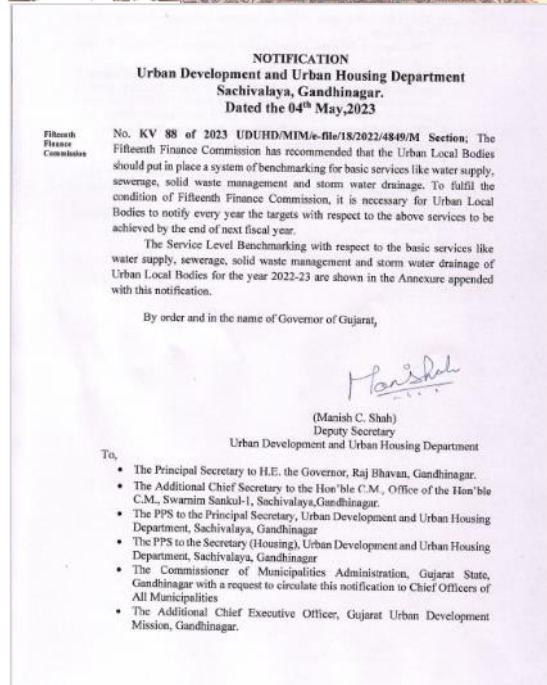 NOTIFICATION
Urban Development and Urban Housing Department
Sachivalaya, Gandhinagar.
Dated the 04th May,2023
Fifteenth
Finance
Commission
No. KV 88 of 2023 UDUHD/MIM/e-file/18/2022/4849/M Section; The
Fifteenth Finance Commission has recommended that the Urban Local Bodies
should put in place a system of benchmarking for basic services like water supply,
sewerage, solid waste management and storm water drainage. To fulfil the
condition of Fifteenth Finance Commission, it is necessary for Urban Local
Bodies to notify every year the targets with respect to the above services to be
achieved by the end of next fiscal year.
The Service Level Benchmarking with respect to the basic services like
water supply, sewerage, solid waste management and storm water drainage of
Urban Local Bodies for the year 2022-23 are shown in the Annexure appended
with this notification.
By order and in the name of Governor of Gujarat,
Manishah
(Manish C. Shah)
Deputy Secretary
Urban Development and Urban Housing Department
To,
• The Principal Secretary to H.E. the Governor, Raj Bhavan, Gandhinagar.
• The Additional Chief Secretary to the Hon'ble C.M., Office of the Hon'ble
C.M., Swarnim Sankul-1, Sachivalaya,Gandhinagar.
• The PPS to the Principal Secretary, Urban Development and Urban Housing
Department, Sachivalaya, Gandhinagar
• The PPS to the Secretary (Housing), Urban Development and Urban Housing
Department, Sachivalaya, Gandhinagar
• The Commissioner of Municipalities Administration, Gujarat State,
Gandhinagar with a request to circulate this notification to Chief Officers of
All Municipalities
• The Additional Chief Executive Officer, Gujarat Urban Development
Mission, Gandhinagar.